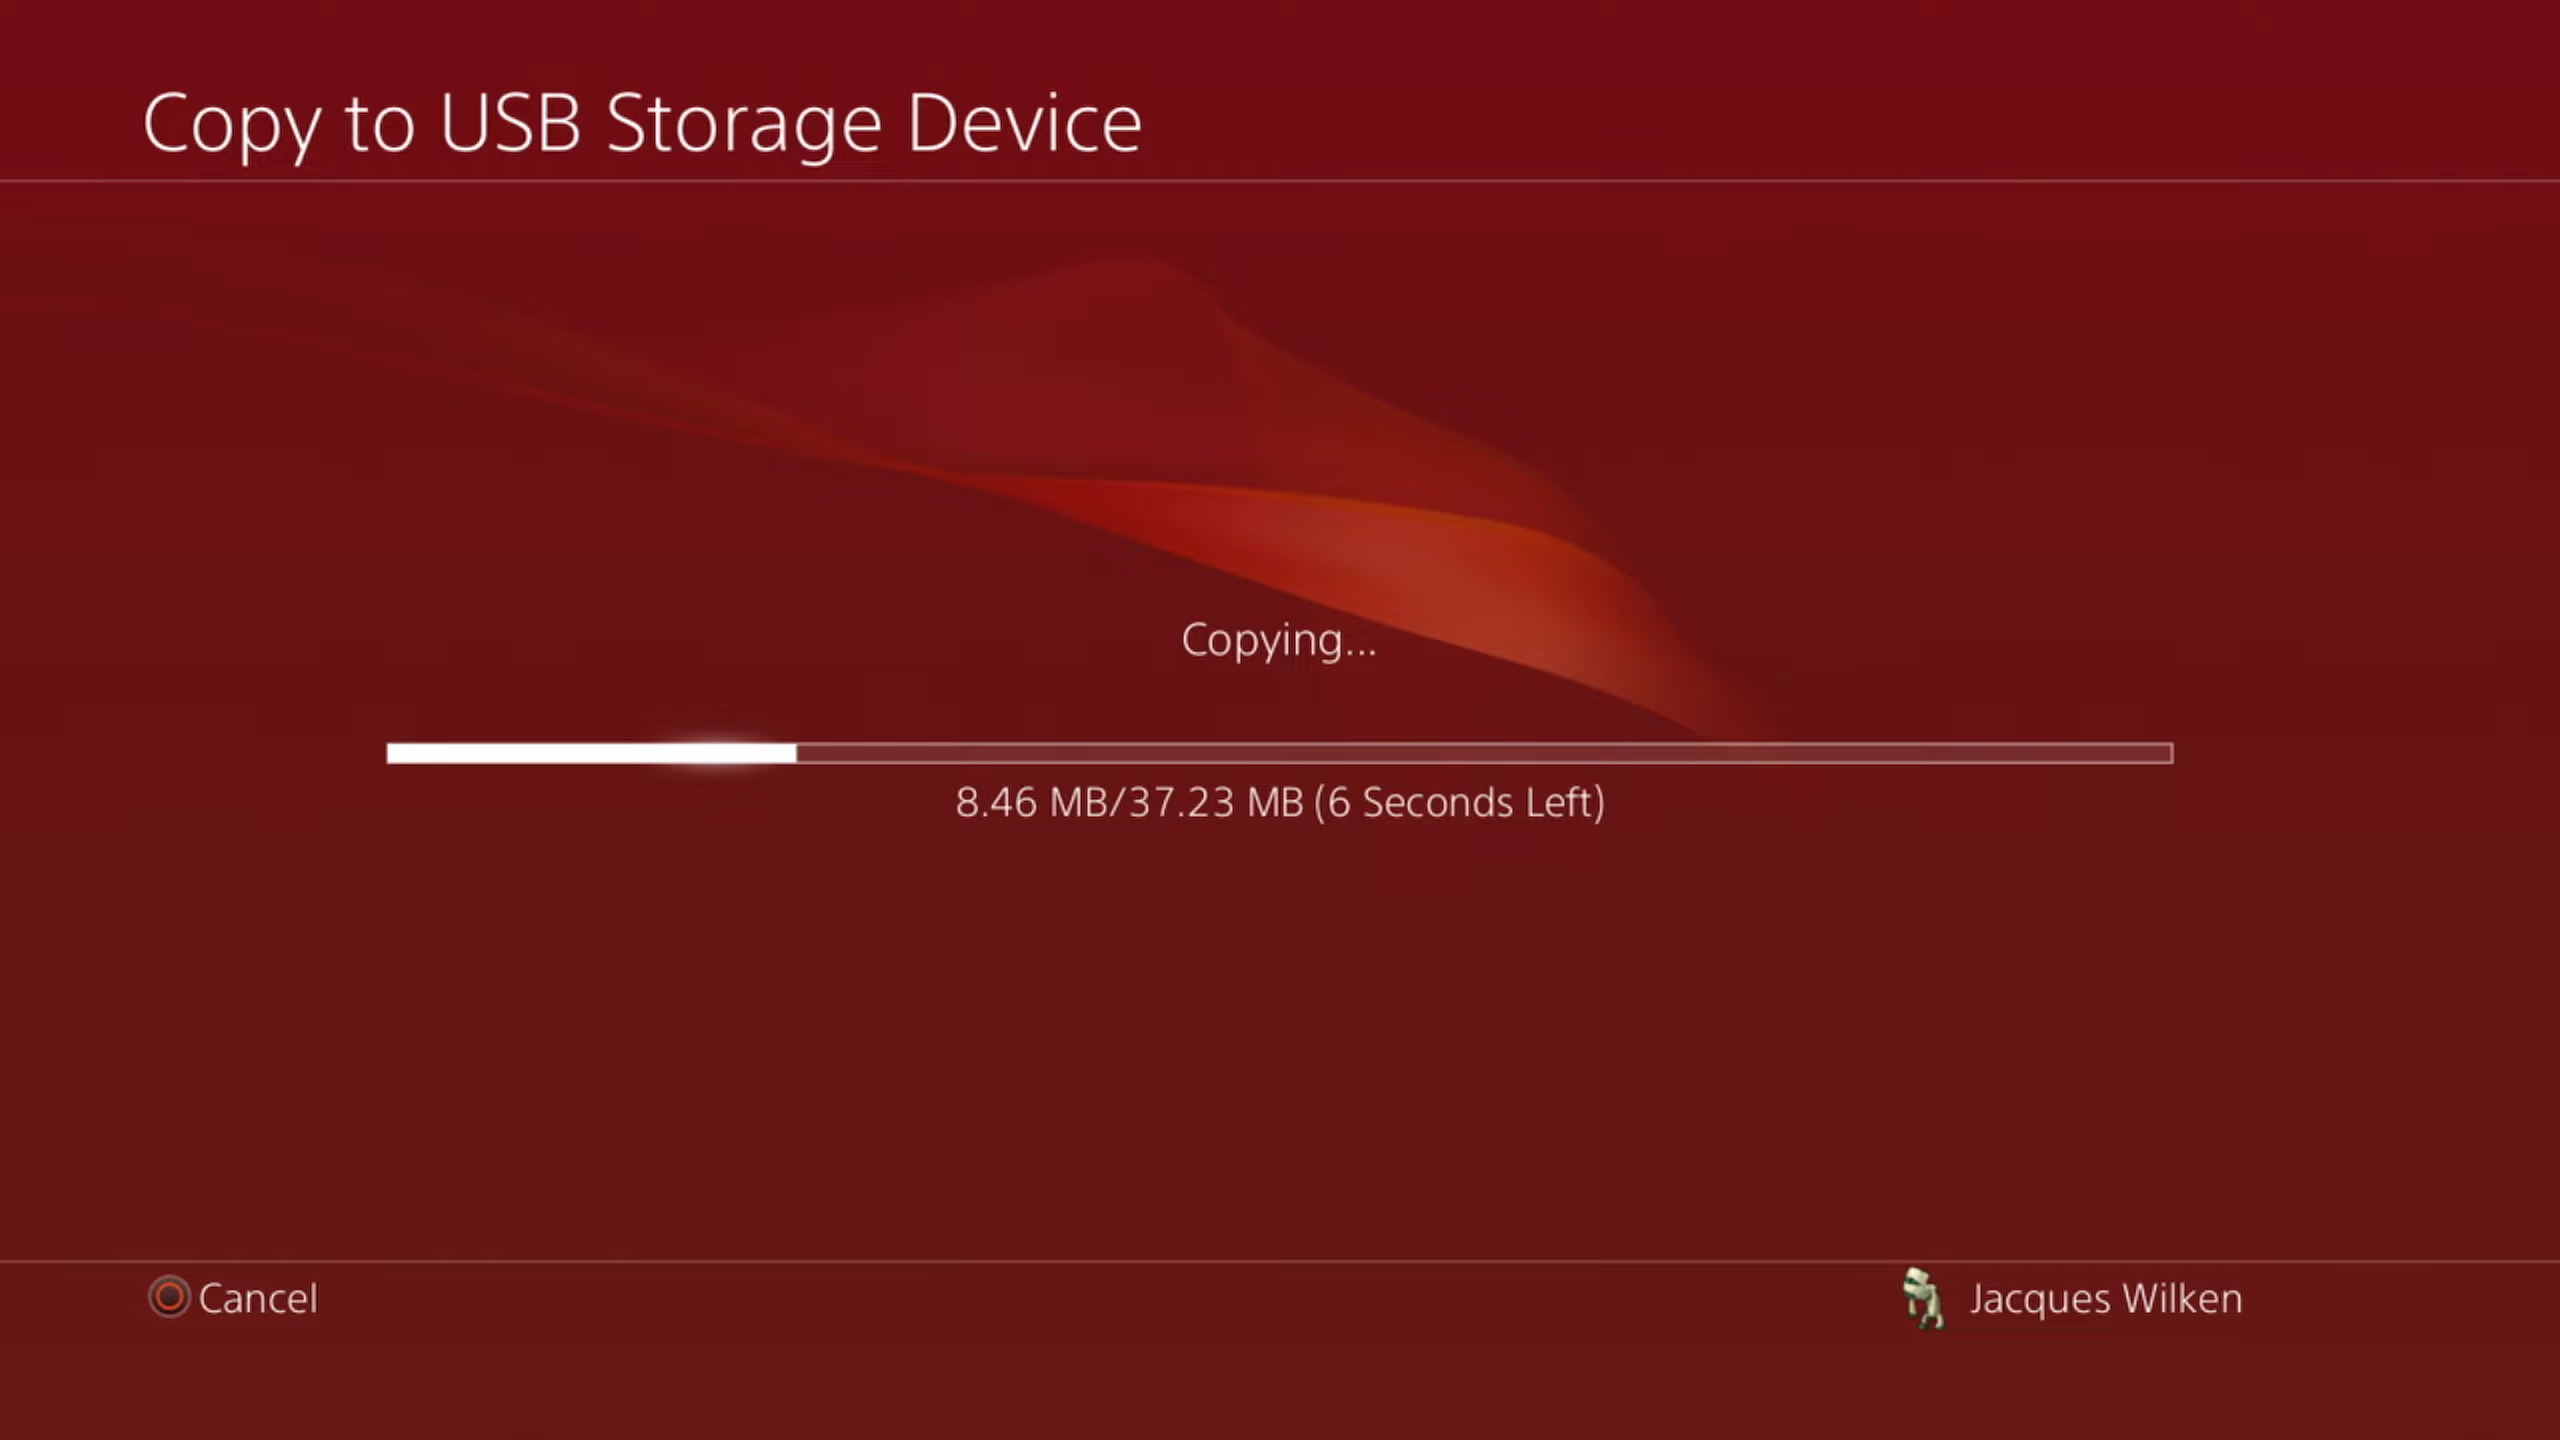 Copy to USB Storage Device
Copying...
8.46 MB/37.23 MB (6 Seconds Left)
Cancel
Jacques Wilken